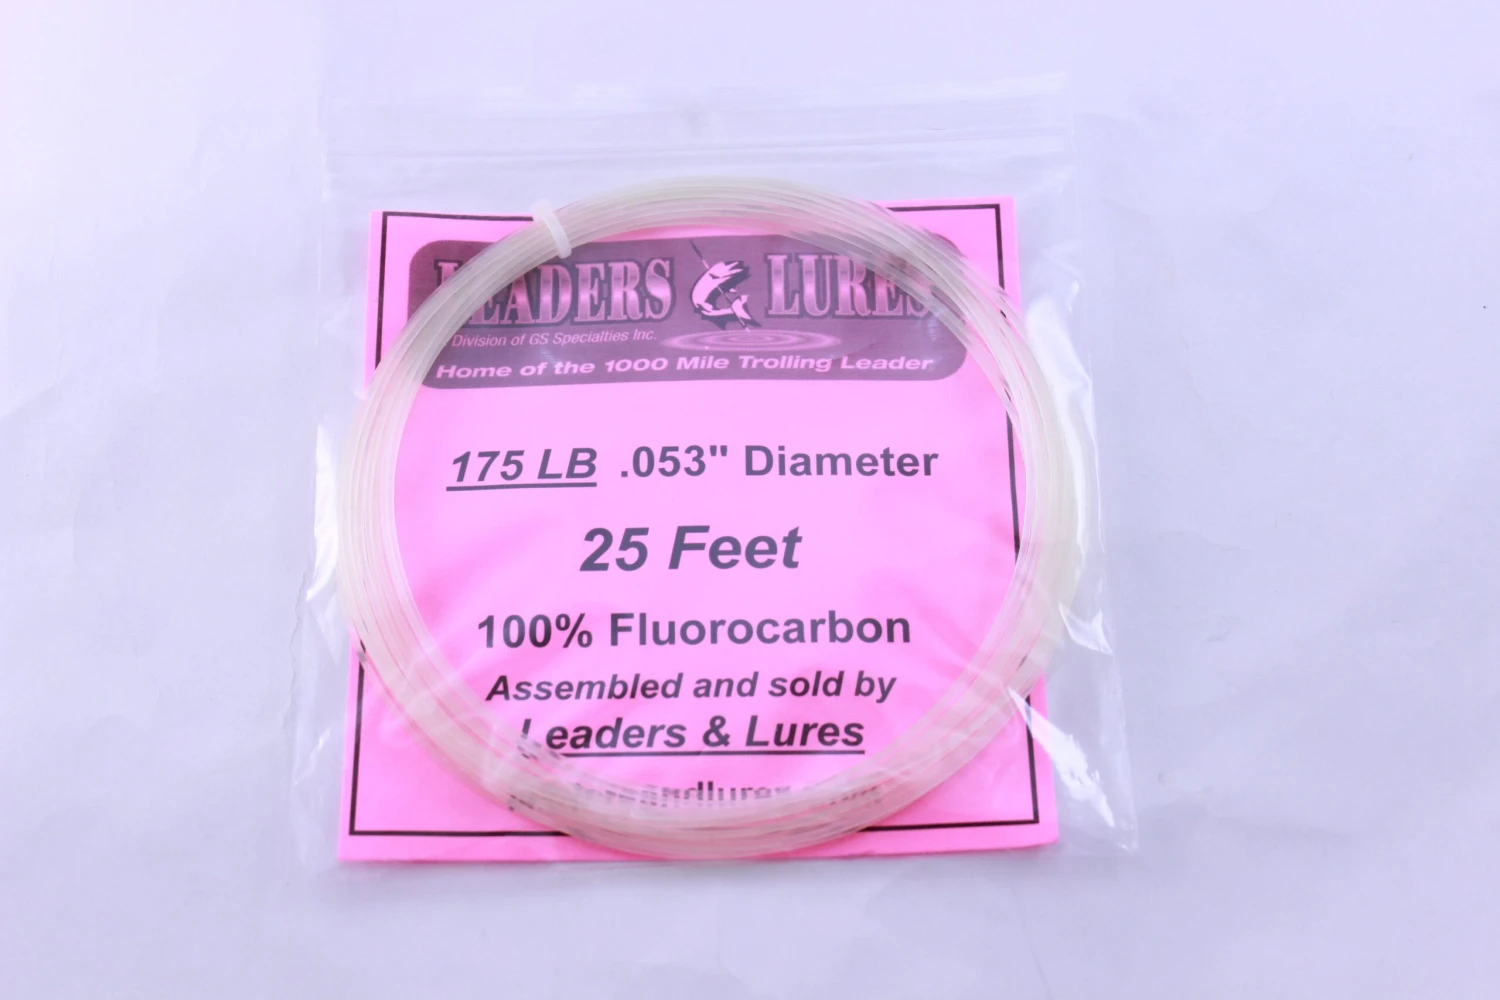 LEADERS & LURES
Division of GS Specialties Inc.
Home of the 1000 Mile Trolling Leader
175 LB .053" Diameter
25 Feet
100% Fluorocarbon
Assembled and sold by
Leaders & Lures